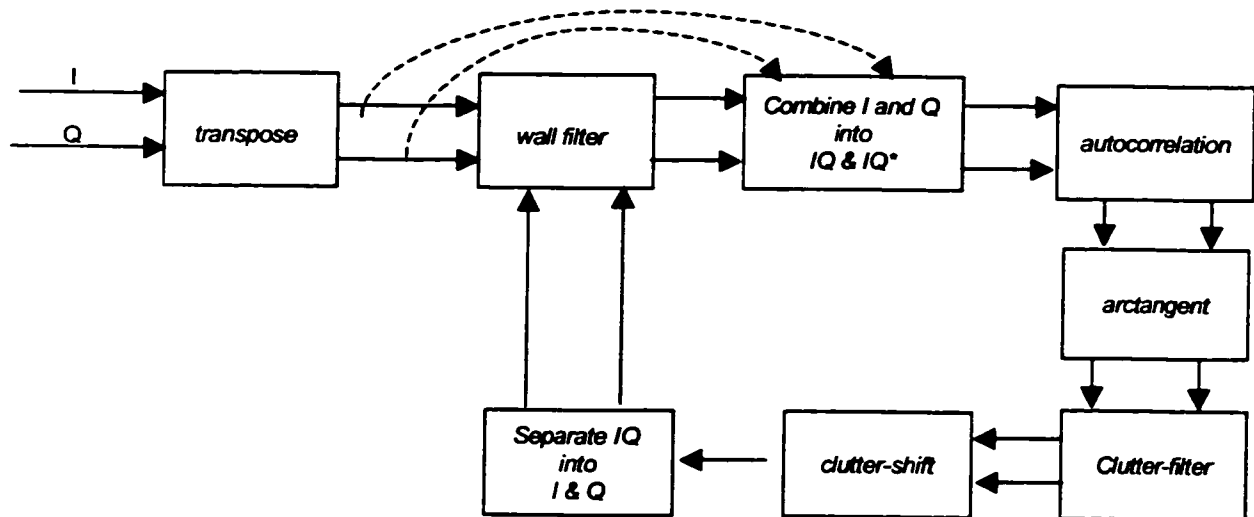 I
Q
transpose
wall filter
Combine I and Q
into
IQ & IQ*
autocorrelation
arctangent
Clutter-filter
clutter-shift
Separate IQ
into
I & Q